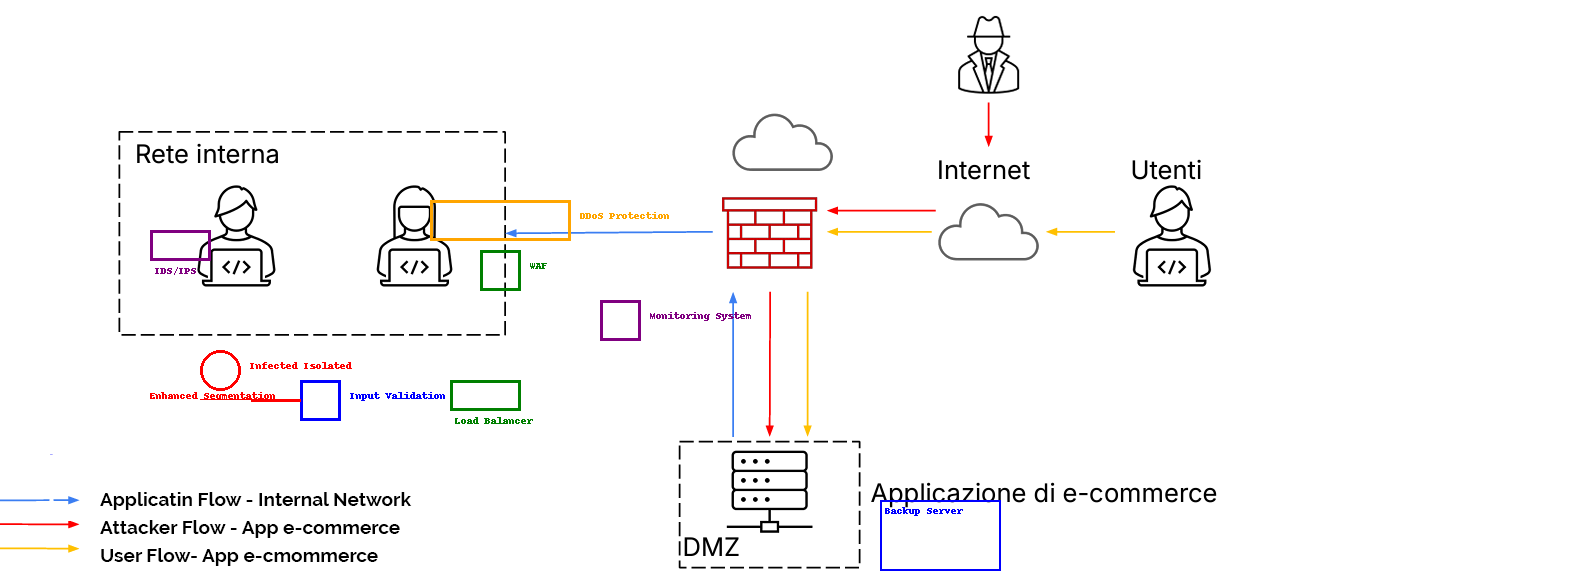 Rete interna
Internet
Utenti
DDoS Protection
WAF
IDS/IPS
Monitoring System
Infected Isolated
Enhanced Segmentation
Input Validation
Load Balancer
Applicazione di e-commerce
Backup Server
DMZ
Applicatin Flow - Internal Network
Attacker Flow - App e-commerce
User Flow- App e-cmommerce